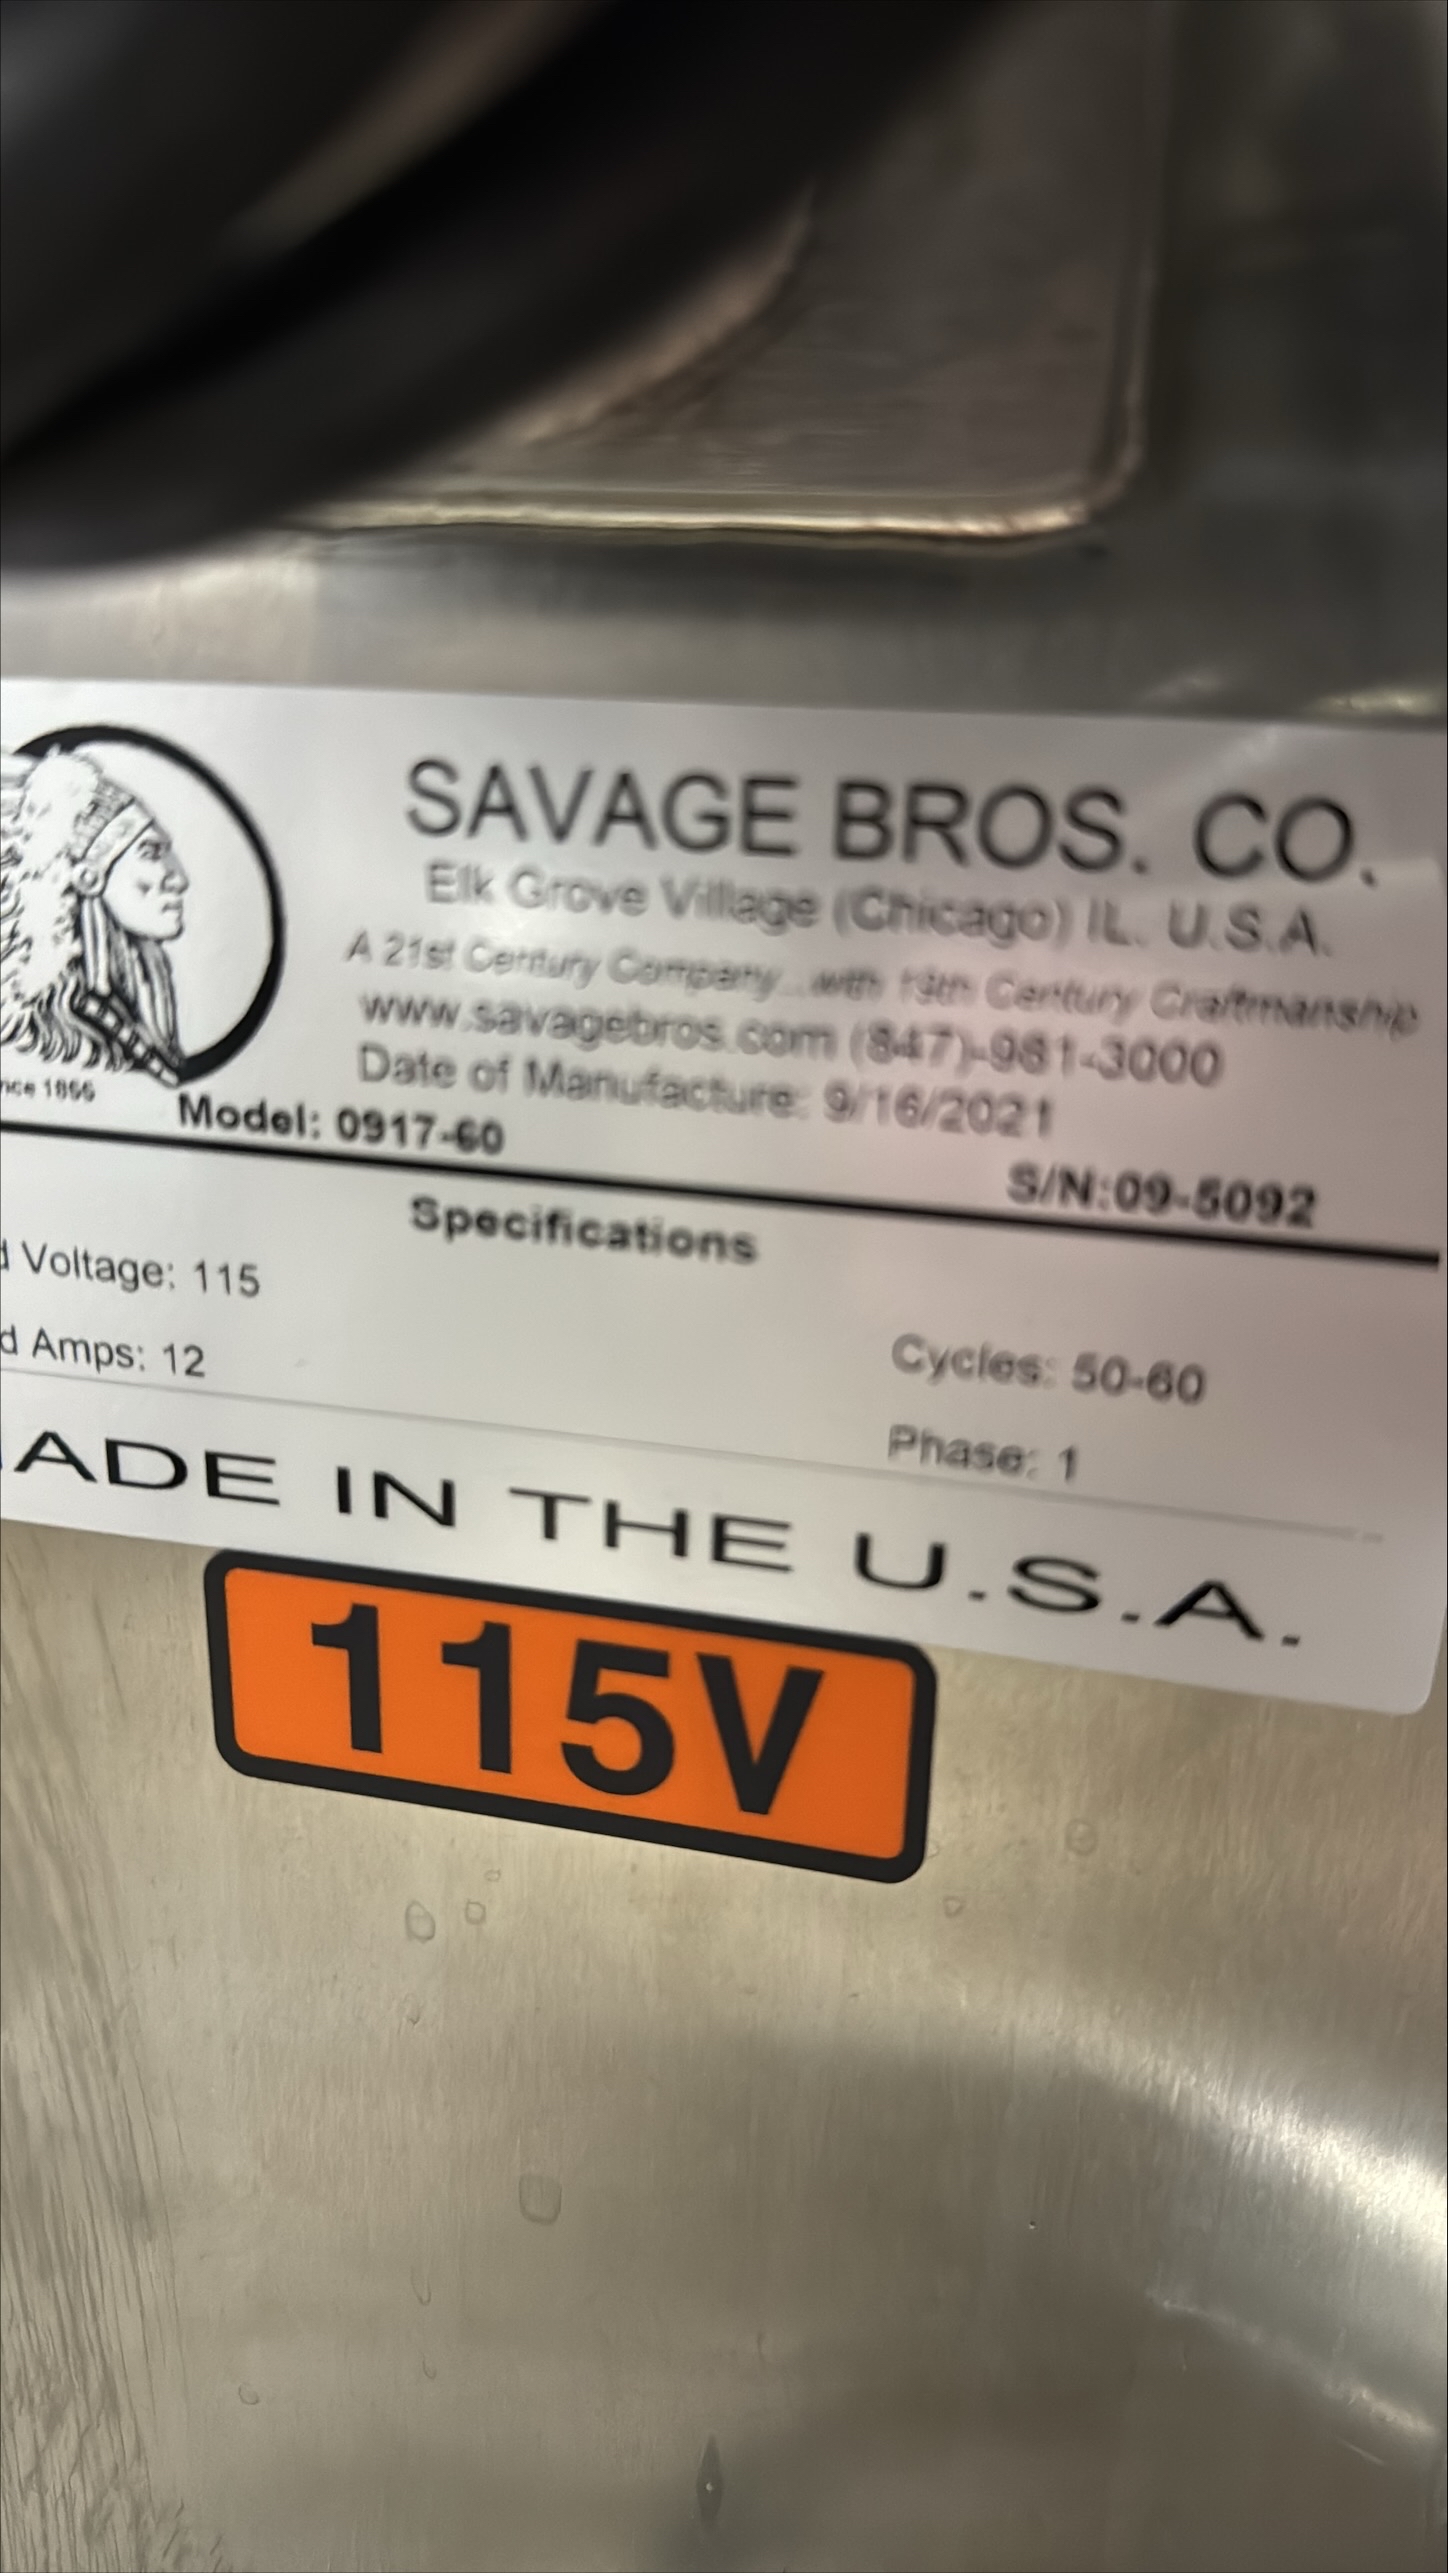 SAVAGE BROS. CO.
Elk Grove Village (Chicago) IL. U.S.A.
A 21st Century Company...with 19th Century Craftmanship
www.savagebros.com (847)-981-3000
Date of Manufacture: 9/16/2021
nce 1866
Model: 0917-60
S/N:09-5092
Specifications
d Voltage: 115
Cycles: 50-60
d Amps: 12
Phase: 1
ADE IN THE U.S.A.
115V